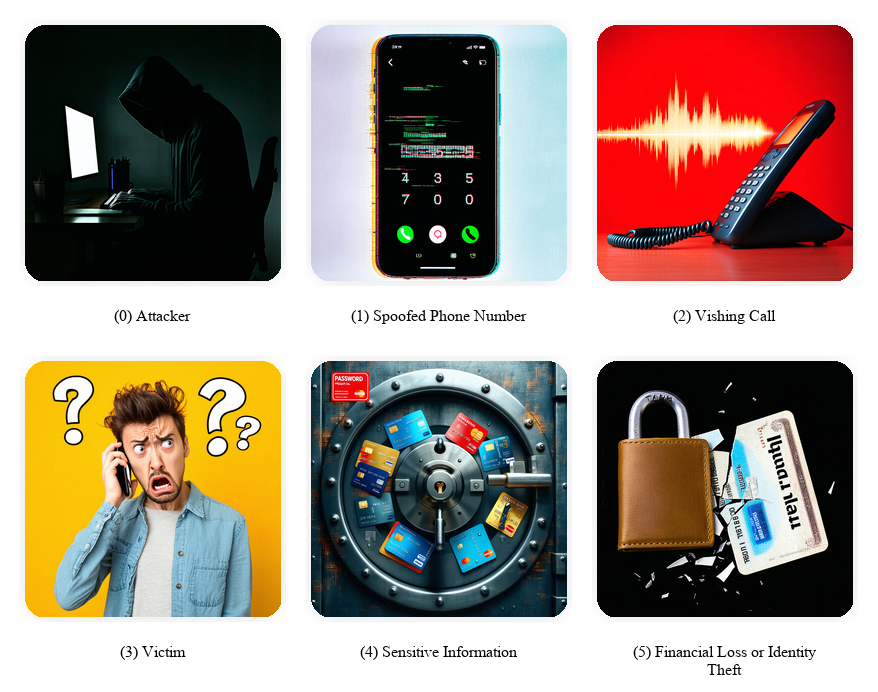 (0) Attacker
(1) Spoofed Phone Number
(2) Vishing Call
4 3 5
7 0 0
? ? ?
PASSWORD
(3) Victim
(4) Sensitive Information
(5) Financial Loss or Identity
Theft